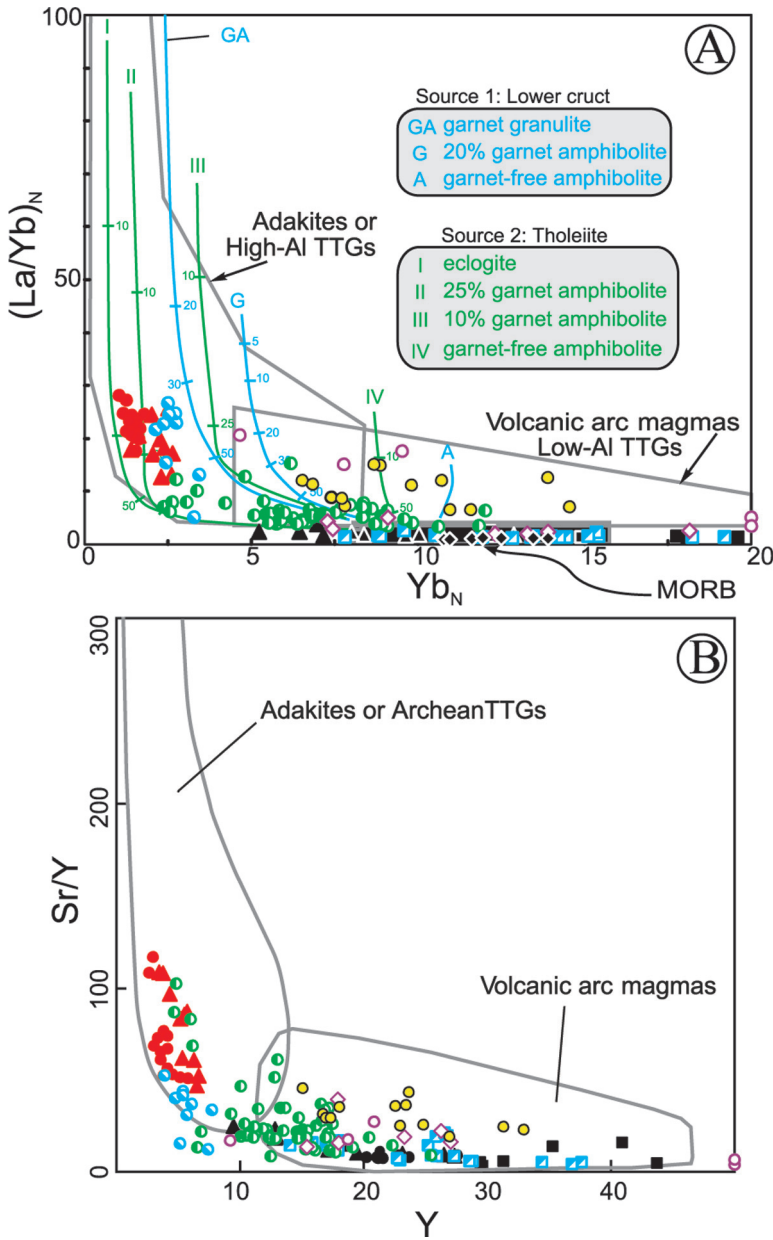 100
I
GA
A
II
Source 1: Lower cruct
GA garnet granulite
G 20% garnet amphibolite
A garnet-free amphibolite
III
10
Adakites or
High-Al TTGs
Source 2: Tholeiite
I eclogite
II 25% garnet amphibolite
III 10% garnet amphibolite
IV garnet-free amphibolite
(La/Yb)N
50
10
10
20
G
5
30
10
IV
Volcanic arc magmas
Low-Al TTGs
25
20
50
30
10
A
50
50
50
0
0
5
10
15
20
YbN
MORB
300
B
Adakites or ArcheanTTGs
200
Sr/Y
Volcanic arc magmas
100
0
10
20
30
40
Y